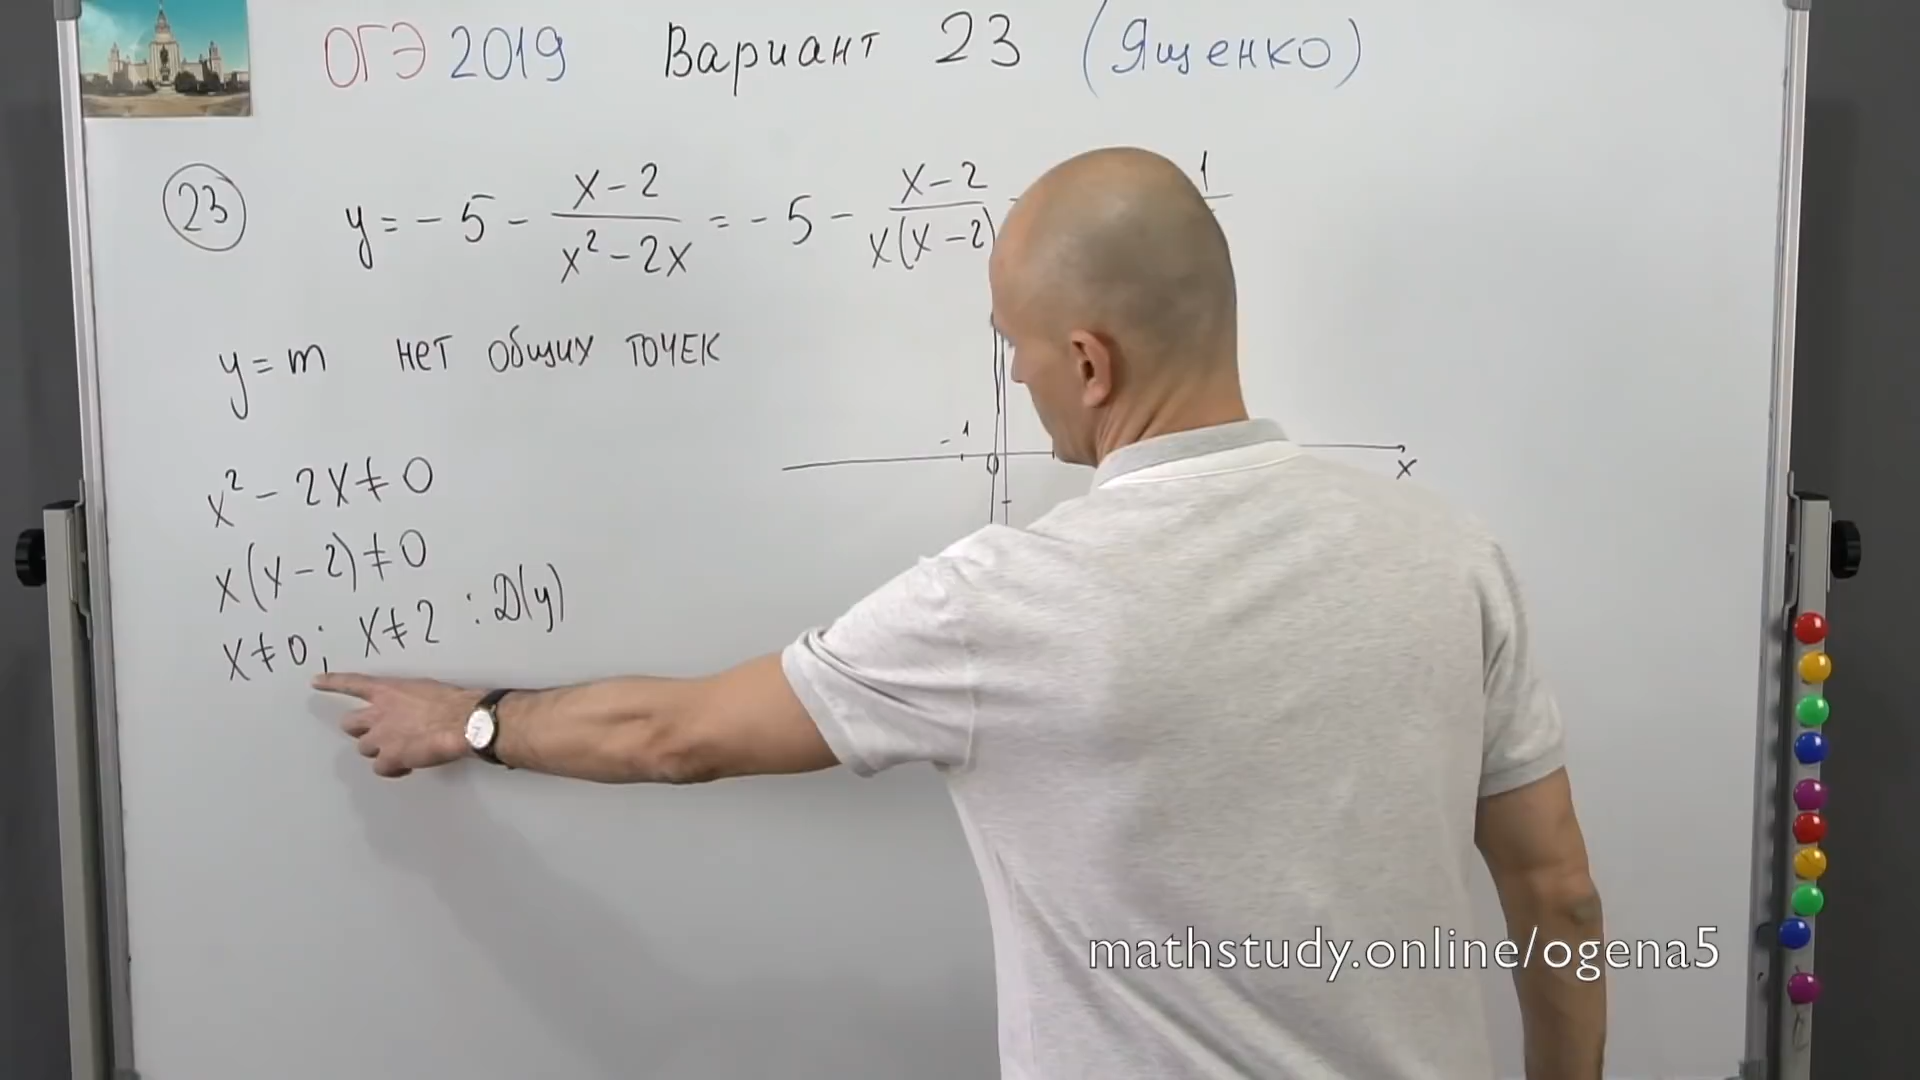 ОГЭ 2019 Вариант 23 (Ященко)
23 y = - 5 - (x - 2)/(x² - 2x) = - 5 - (x - 2)/(x(x - 2)) 1
y = m нет общих точек
x² - 2x ≠ 0
x(x - 2) ≠ 0
x ≠ 0; x ≠ 2 : D(y)
-1 0 x
mathstudy.online/ogena5